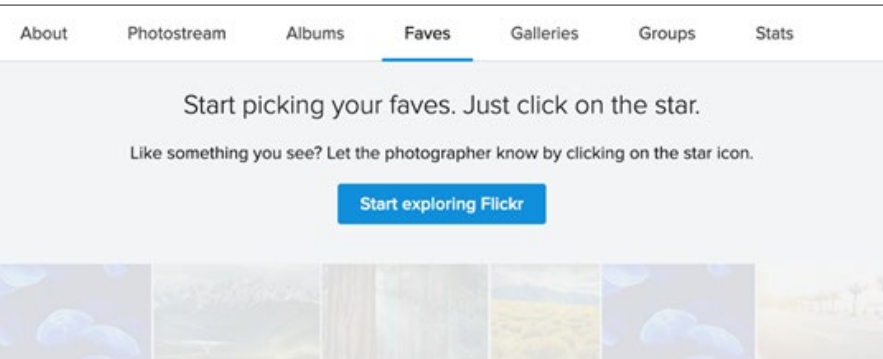 About Photostream Albums Faves Galleries Groups Stats
Start picking your faves. Just click on the star.
Like something you see? Let the photographer know by clicking on the star icon.
Start exploring Flickr